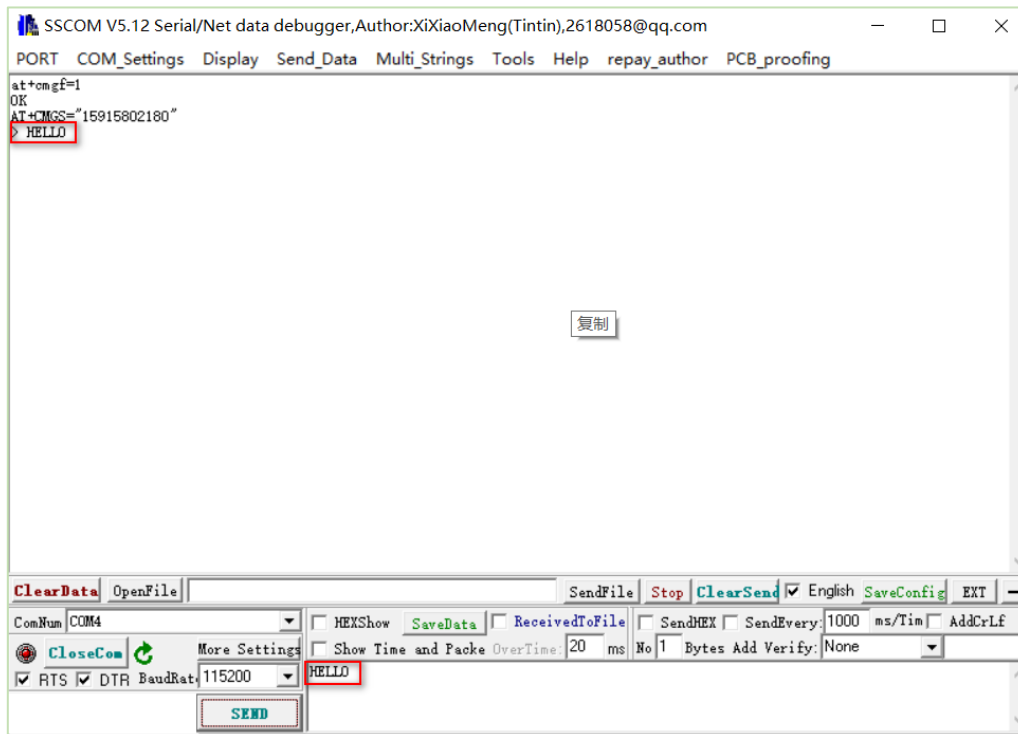 SSCOM V5.12 Serial/Net data debugger,Author:XiXiaoMeng(Tintin),2618058@qq.com
PORT COM_Settings Display Send_Data Multi_Strings Tools Help repay_author PCB_proofing
at+cmgf=1
OK
AT+CMGS="15915802180"
> HELLO
复制
ClearData OpenFile SendFile Stop ClearSend English SaveConfig EXT
ComNum COM4 HEXShow SaveData ReceivedToFile SendHEX SendEvery: 1000 ms/Tim AddCrLf
CloseCom More Settings Show Time and Packe OverTime: 20 ms No 1 Bytes Add Verify: None
RTS DTR BaudRat 115200 HELLO
SEND